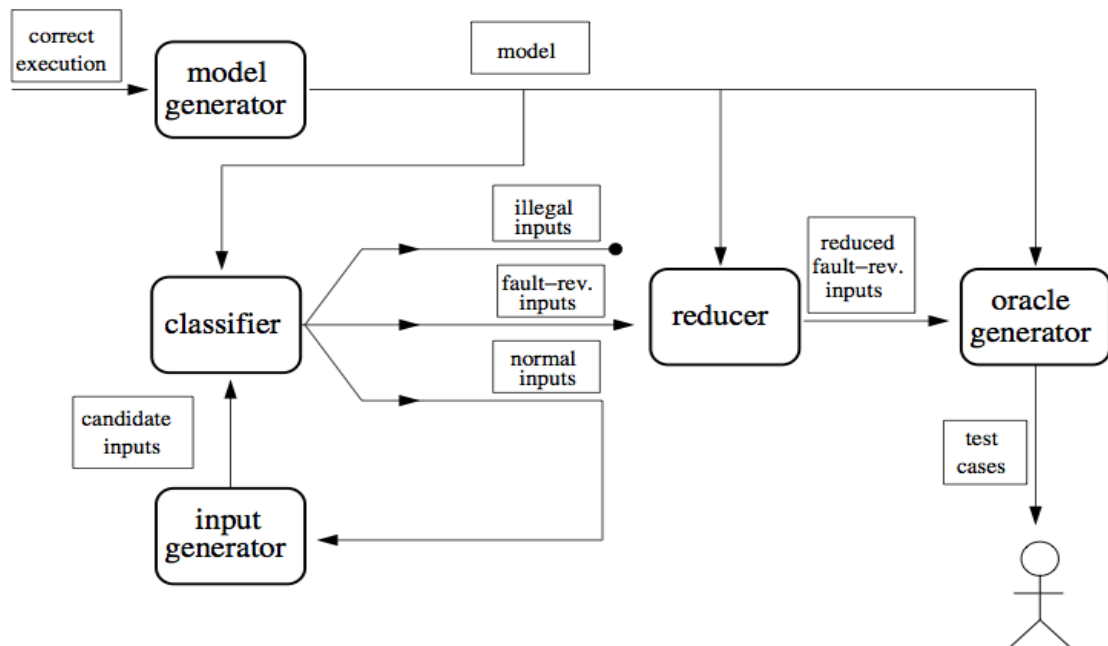 correct
execution
model
generator
model
illegal
inputs
fault−rev.
inputs
normal
inputs
classifier
candidate
inputs
input
generator
reducer
reduced
fault−rev.
inputs
oracle
generator
test
cases